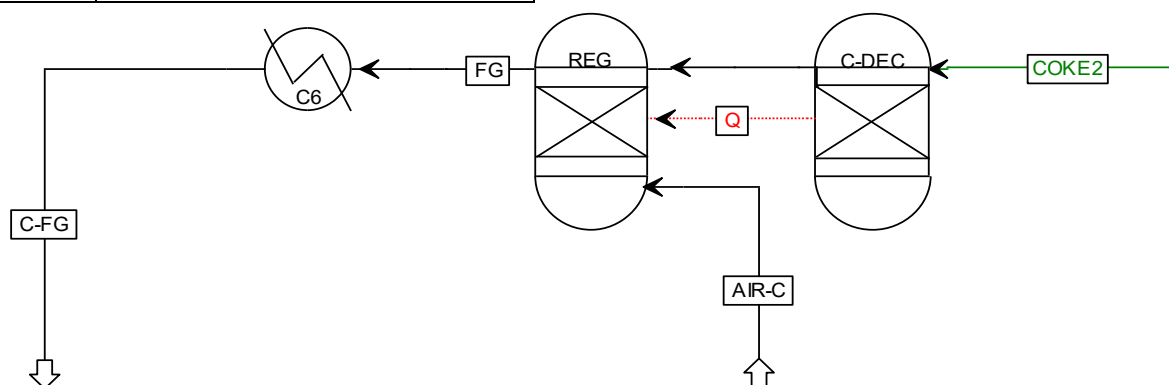 REG
C-DEC
COKE2
FG
C6
Q
C-FG
AIR-C